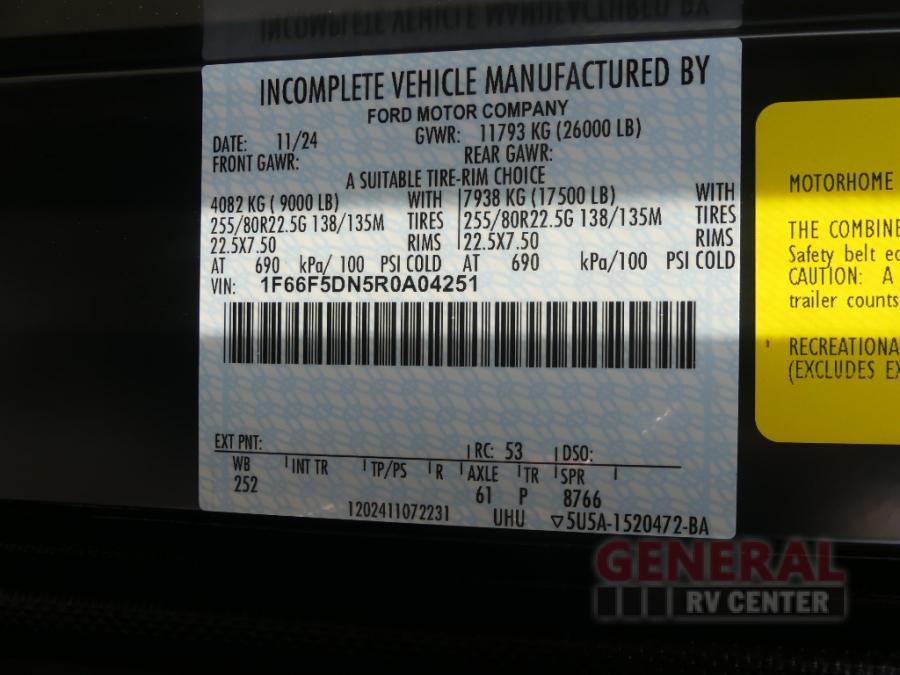 INCOMPLETE VEHICLE MANUFACTURED BY
FORD MOTOR COMPANY
DATE: 11/24 GVWR: 11793 KG (26000 LB)
FRONT GAWR: REAR GAWR:
A SUITABLE TIRE-RIM CHOICE
4082 KG ( 9000 LB) WITH 7938 KG (17500 LB) WITH
255/80R22.5G 138/135M TIRES 255/80R22.5G 138/135M TIRES
22.5X7.50 RIMS 22.5X7.50 RIMS
AT 690 kPa/ 100 PSI COLD AT 690 kPa/100 PSI COLD
VIN: 1F66F5DN5R0A04251
EXT PNT: RC: 53 DSO:
WB INT TR TP/PS R AXLE TR SPR
252 61 P 8766
1202411072231 UHU ▽5U5A-1520472-BA
MOTORHOME
THE COMBINE
Safety belt
CAUTION: A
trailer counts
RECREATIONA
(EXCLUDES
GENERAL
RV CENTER